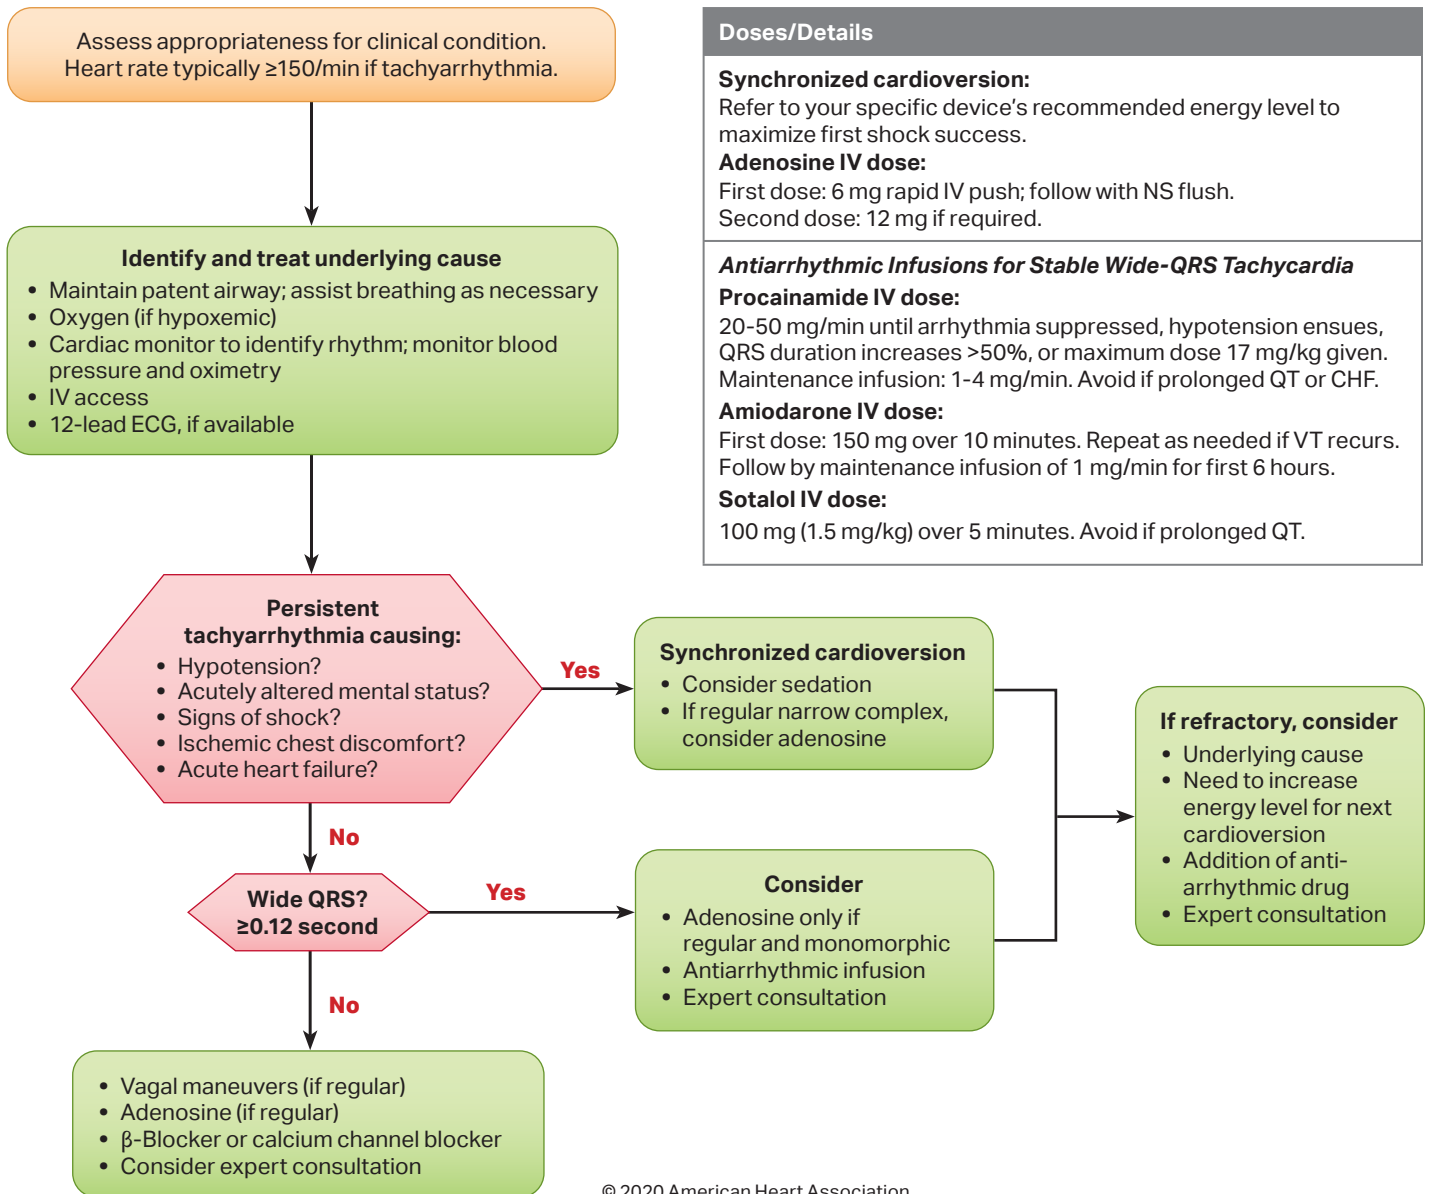 Assess appropriateness for clinical condition.
Heart rate typically ≥150/min if tachyarrhythmia.
Identify and treat underlying cause
• Maintain patent airway; assist breathing as necessary
• Oxygen (if hypoxemic)
• Cardiac monitor to identify rhythm; monitor blood
pressure and oximetry
• IV access
• 12-lead ECG, if available
Persistent
tachyarrhythmia causing:
• Hypotension?
• Acutely altered mental status?
• Signs of shock?
• Ischemic chest discomfort?
• Acute heart failure?
Yes
Synchronized cardioversion
• Consider sedation
• If regular narrow complex,
consider adenosine
No
Wide QRS?
≥0.12 second
Yes
Consider
• Adenosine only if
regular and monomorphic
• Antiarrhythmic infusion
• Expert consultation
If refractory, consider
• Underlying cause
• Need to increase
energy level for next
cardioversion
• Addition of anti-
arrhythmic drug
• Expert consultation
No
• Vagal maneuvers (if regular)
• Adenosine (if regular)
• β-Blocker or calcium channel blocker
• Consider expert consultation
Doses/Details
Synchronized cardioversion:
Refer to your specific device's recommended energy level to
maximize first shock success.
Adenosine IV dose:
First dose: 6 mg rapid IV push; follow with NS flush.
Second dose: 12 mg if required.
Antiarrhythmic Infusions for Stable Wide-QRS Tachycardia
Procainamide IV dose:
20-50 mg/min until arrhythmia suppressed, hypotension ensues,
QRS duration increases >50%, or maximum dose 17 mg/kg given.
Maintenance infusion: 1-4 mg/min. Avoid if prolonged QT or CHF.
Amiodarone IV dose:
First dose: 150 mg over 10 minutes. Repeat as needed if VT recurs.
Follow by maintenance infusion of 1 mg/min for first 6 hours.
Sotalol IV dose:
100 mg (1.5 mg/kg) over 5 minutes. Avoid if prolonged QT.
© 2020 American Heart Association